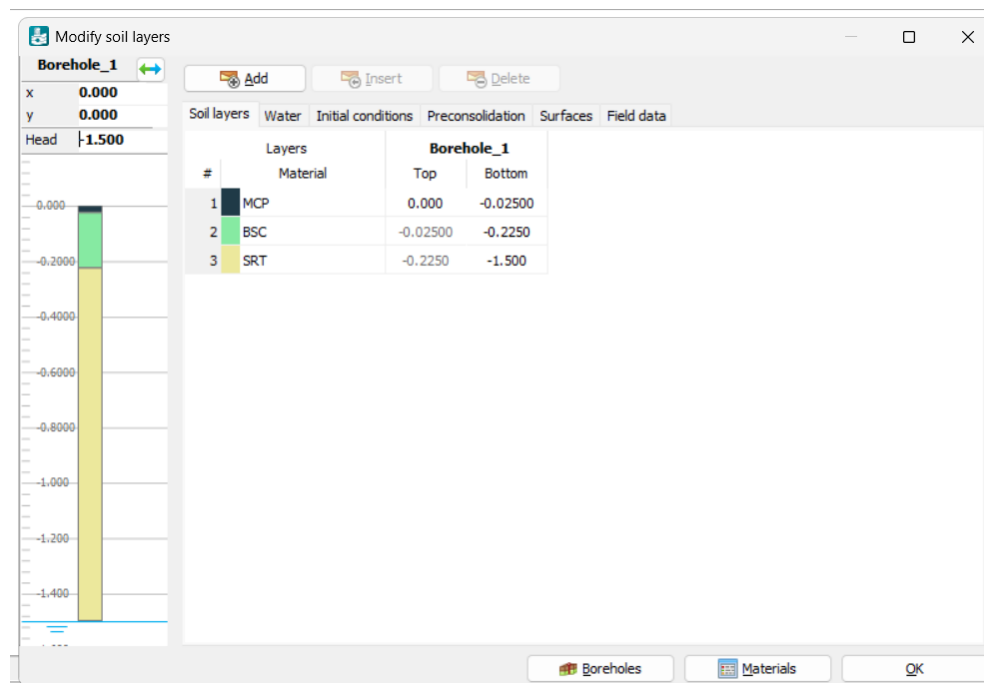 Modify soil layers
Borehole_1
x 0.000
y 0.000
Head -1.500
Add Insert Delete
Soil layers Water Initial conditions Preconsolidation Surfaces Field data
Layers Borehole_1
# Material Top Bottom
1 MCP 0.000 -0.02500
2 BSC -0.02500 -0.2250
3 SRT -0.2250 -1.500
0.000
-0.2000
-0.4000
-0.6000
-0.8000
-1.000
-1.200
-1.400
Boreholes Materials OK